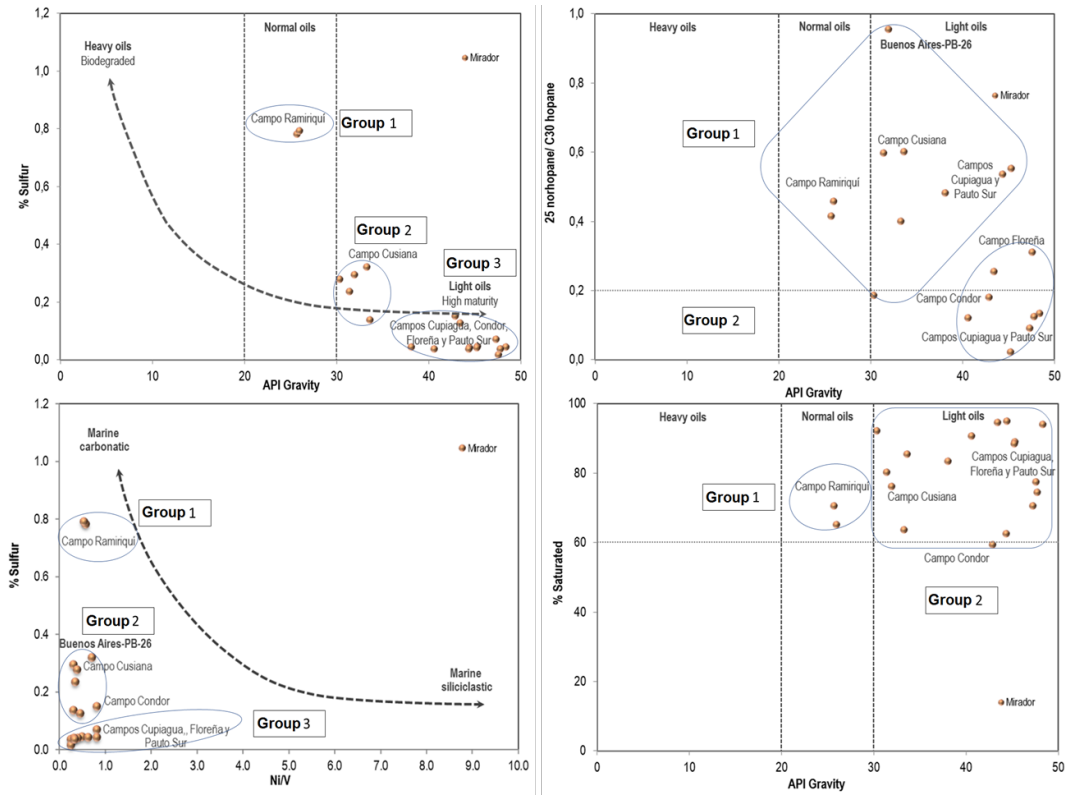 1,2
1,0
0,8
0,6
0,4
0,2
0,0
% Sulfur
Heavy oils
Biodegraded
Normal oils
Mirador
Campo Ramiriquí
Group 1
Group 2
Campo Cusiana
Group 3
Light oils
High maturity
Campos Cupiagua, Condor,
Floreña y Pauto Sur
0
10
20
30
40
50
API Gravity
1,0
0,8
0,6
0,4
0,2
0,0
25 norhopane/ C30 hopane
Heavy oils
Normal oils
Light oils
Buenos Aires-PB-26
Mirador
Group 1
Campo Cusiana
Campos
Cupiagua y
Pauto Sur
Campo Ramiriquí
Campo Floreña
Campo Condor
Group 2
Campos Cupiagua y Pauto Sur
0
10
20
30
40
50
API Gravity
1.2
1.0
0.8
0.6
0.4
0.2
0.0
% Sulfur
Marine
carbonatic
Mirador
Group 1
Campo Ramiriquí
Group 2
Buenos Aires-PB-26
Campo Cusiana
Marine
siliciclastic
Campo Condor
Group 3
Campos Cupiagua,, Floreña y
Pauto Sur
0.0
1.0
2.0
3.0
4.0
5.0
6.0
7.0
8.0
9.0
10.0
Ni/V
100
80
60
40
20
0
% Saturated
Heavy oils
Normal oils
Light oils
Campos Cupiagua,
Floreña y Pauto Sur
Campo Ramiriquí
Group 1
Campo Cusiana
Campo Condor
Group 2
Mirador
0
10
20
30
40
50
API Gravity